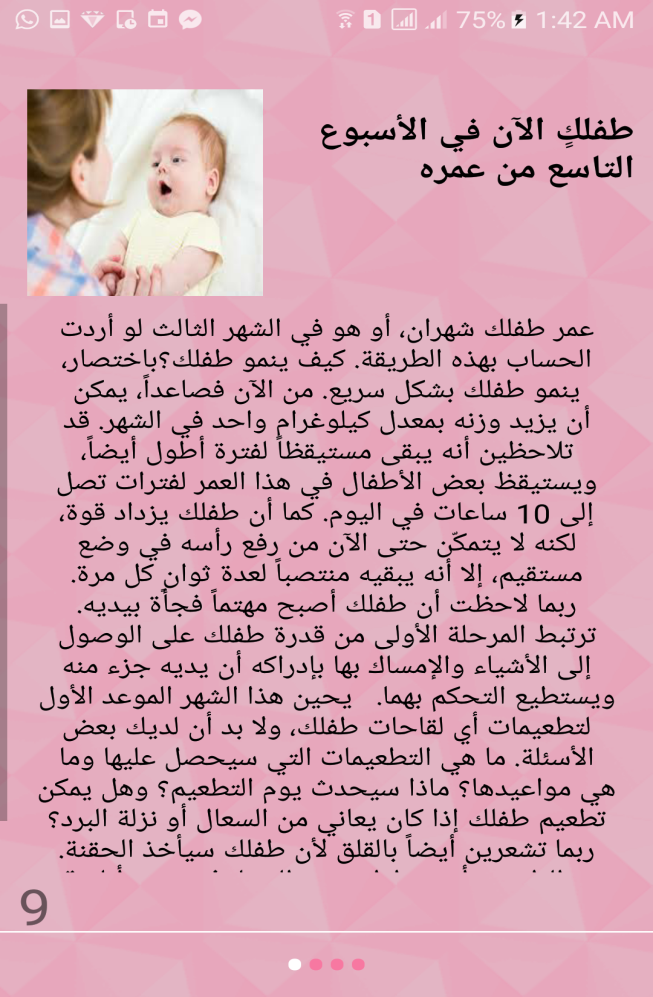 75% 1:42 AM
1
طفلكٍ الآن في الأسبوع
التاسع من عمره
عمر طفلك شهران، أو هو في الشهر الثالث لو أردت
الحساب بهذه الطريقة. كيف ينمو طفلك؟باختصار،
ينمو طفلك بشكل سريع. من الآن فصاعداً، يمكن
أن يزيد وزنه بمعدل كيلوغرام واحد في الشهر. قد
تلاحظين أنه يبقى مستيقظاً لفترة أطول أيضاً،
ويستيقظ بعض الأطفال في هذا العمر لفترات تصل
إلى 10 ساعات في اليوم. كما أن طفلك يزداد قوة،
لكنه لا يتمكّن حتى الآن من رفع رأسه في وضع
مستقيم، إلا أنه يبقيه منتصباً لعدة ثوانٍ كل مرة.
ربما لاحظت أن طفلك أصبح مهتماً فجأة بيديه.
ترتبط المرحلة الأولى من قدرة طفلك على الوصول
إلى الأشياء والإمساك بها بإدراكه أن يديه جزء منه
ويستطيع التحكم بهما. يحين هذا الشهر الموعد الأول
لتطعيمات أي لقاحات طفلك، ولا بد أن لديك بعض
الأسئلة. ما هي التطعيمات التي سيحصل عليها وما
هي مواعيدها؟ ماذا سيحدث يوم التطعيم؟ وهل يمكن
تطعيم طفلك إذا كان يعاني من السعال أو نزلة البرد؟
ربما تشعرين أيضاً بالقلق لأن طفلك سيأخذ الحقنة.
9